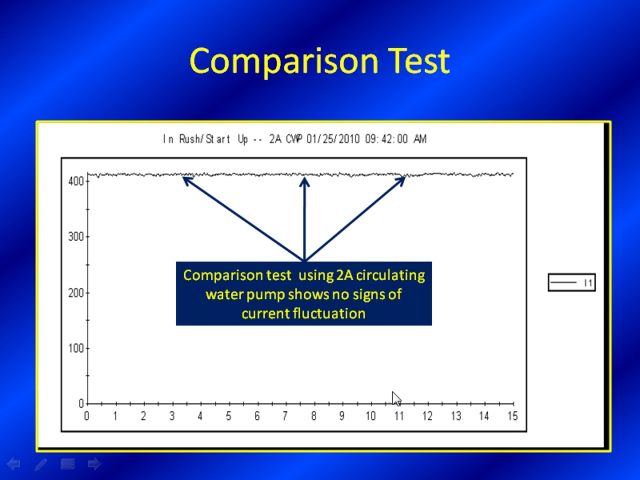 Comparison Test
In Rush/Start Up -- 2A CWP 01/25/2010 09:42:00 AM
400
300
200
100
0
Comparison test using 2A circulating
water pump shows no signs of
current fluctuation
I1
0 1 2 3 4 5 6 7 8 9 10 11 12 13 14 15